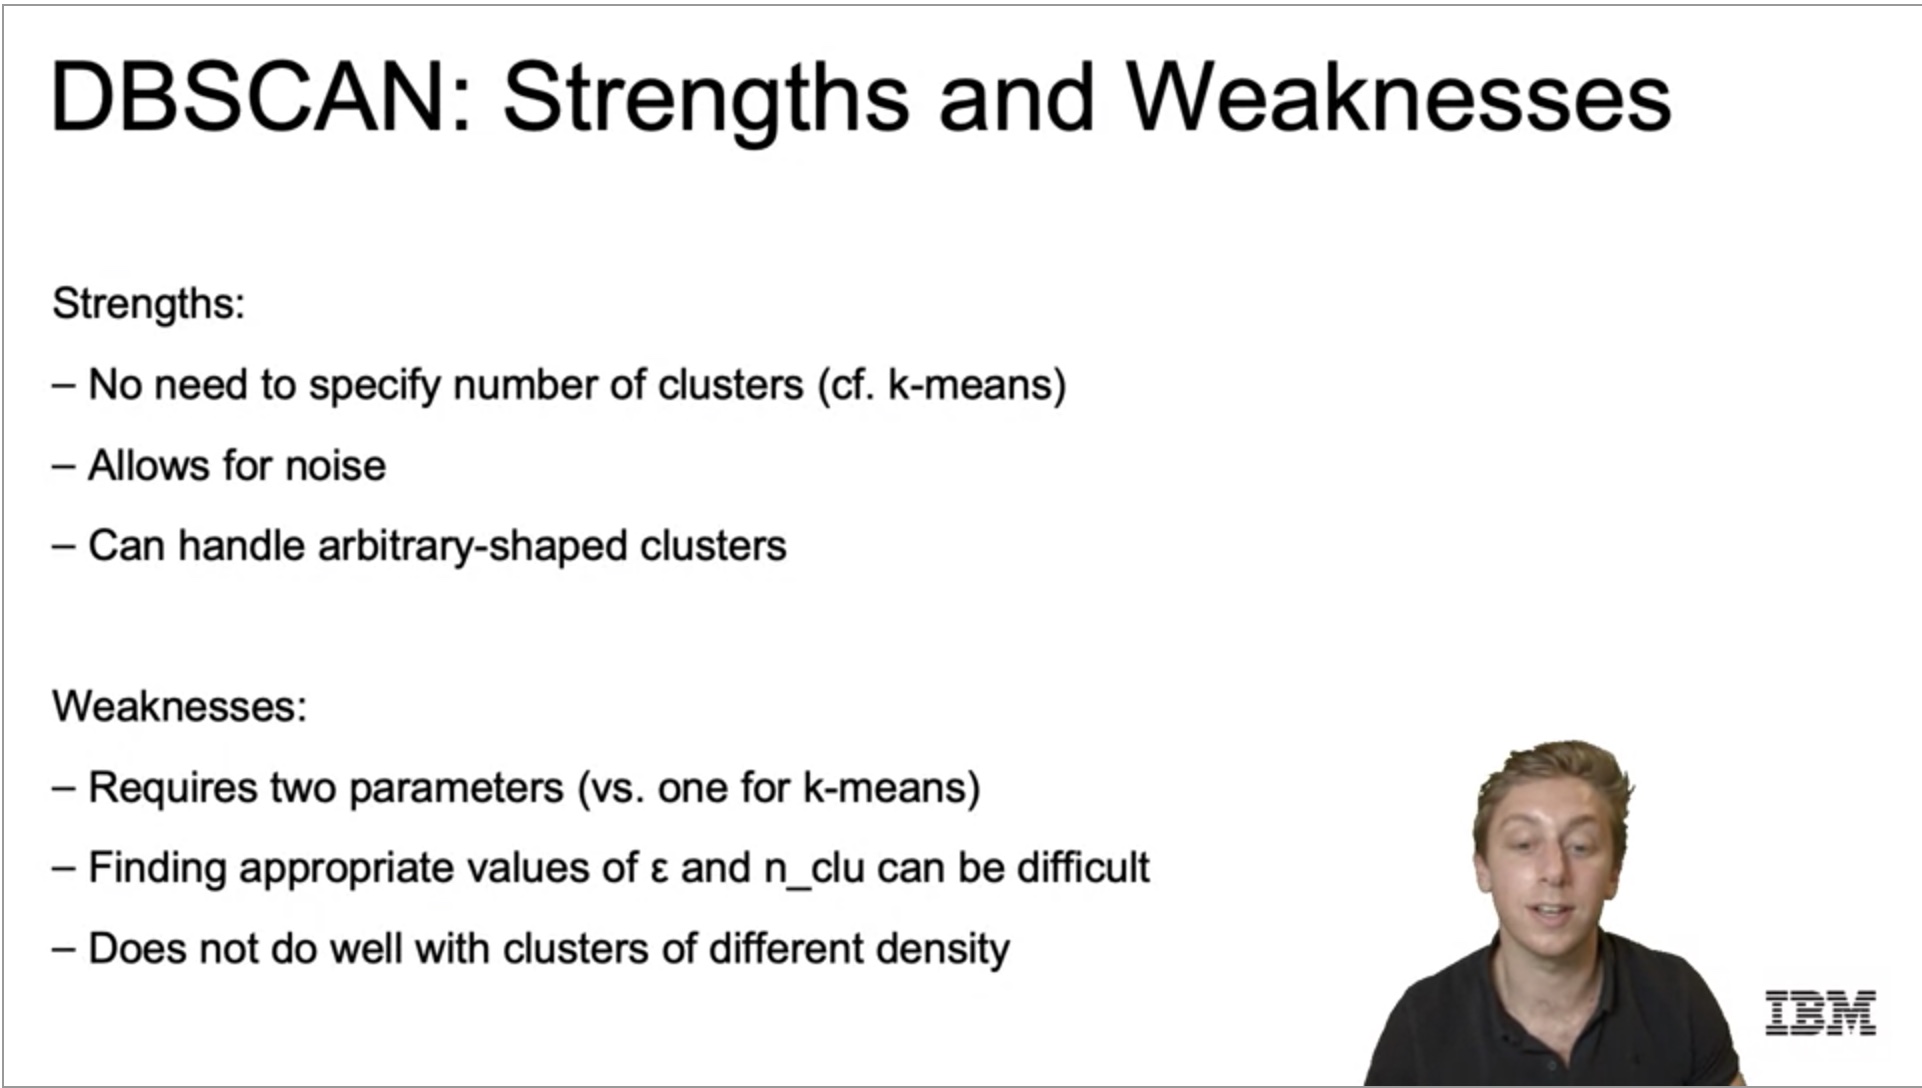 DBSCAN: Strengths and Weaknesses
Strengths:
– No need to specify number of clusters (cf. k-means)
– Allows for noise
– Can handle arbitrary-shaped clusters
Weaknesses:
– Requires two parameters (vs. one for k-means)
– Finding appropriate values of ε and n_clu can be difficult
– Does not do well with clusters of different density
IBM